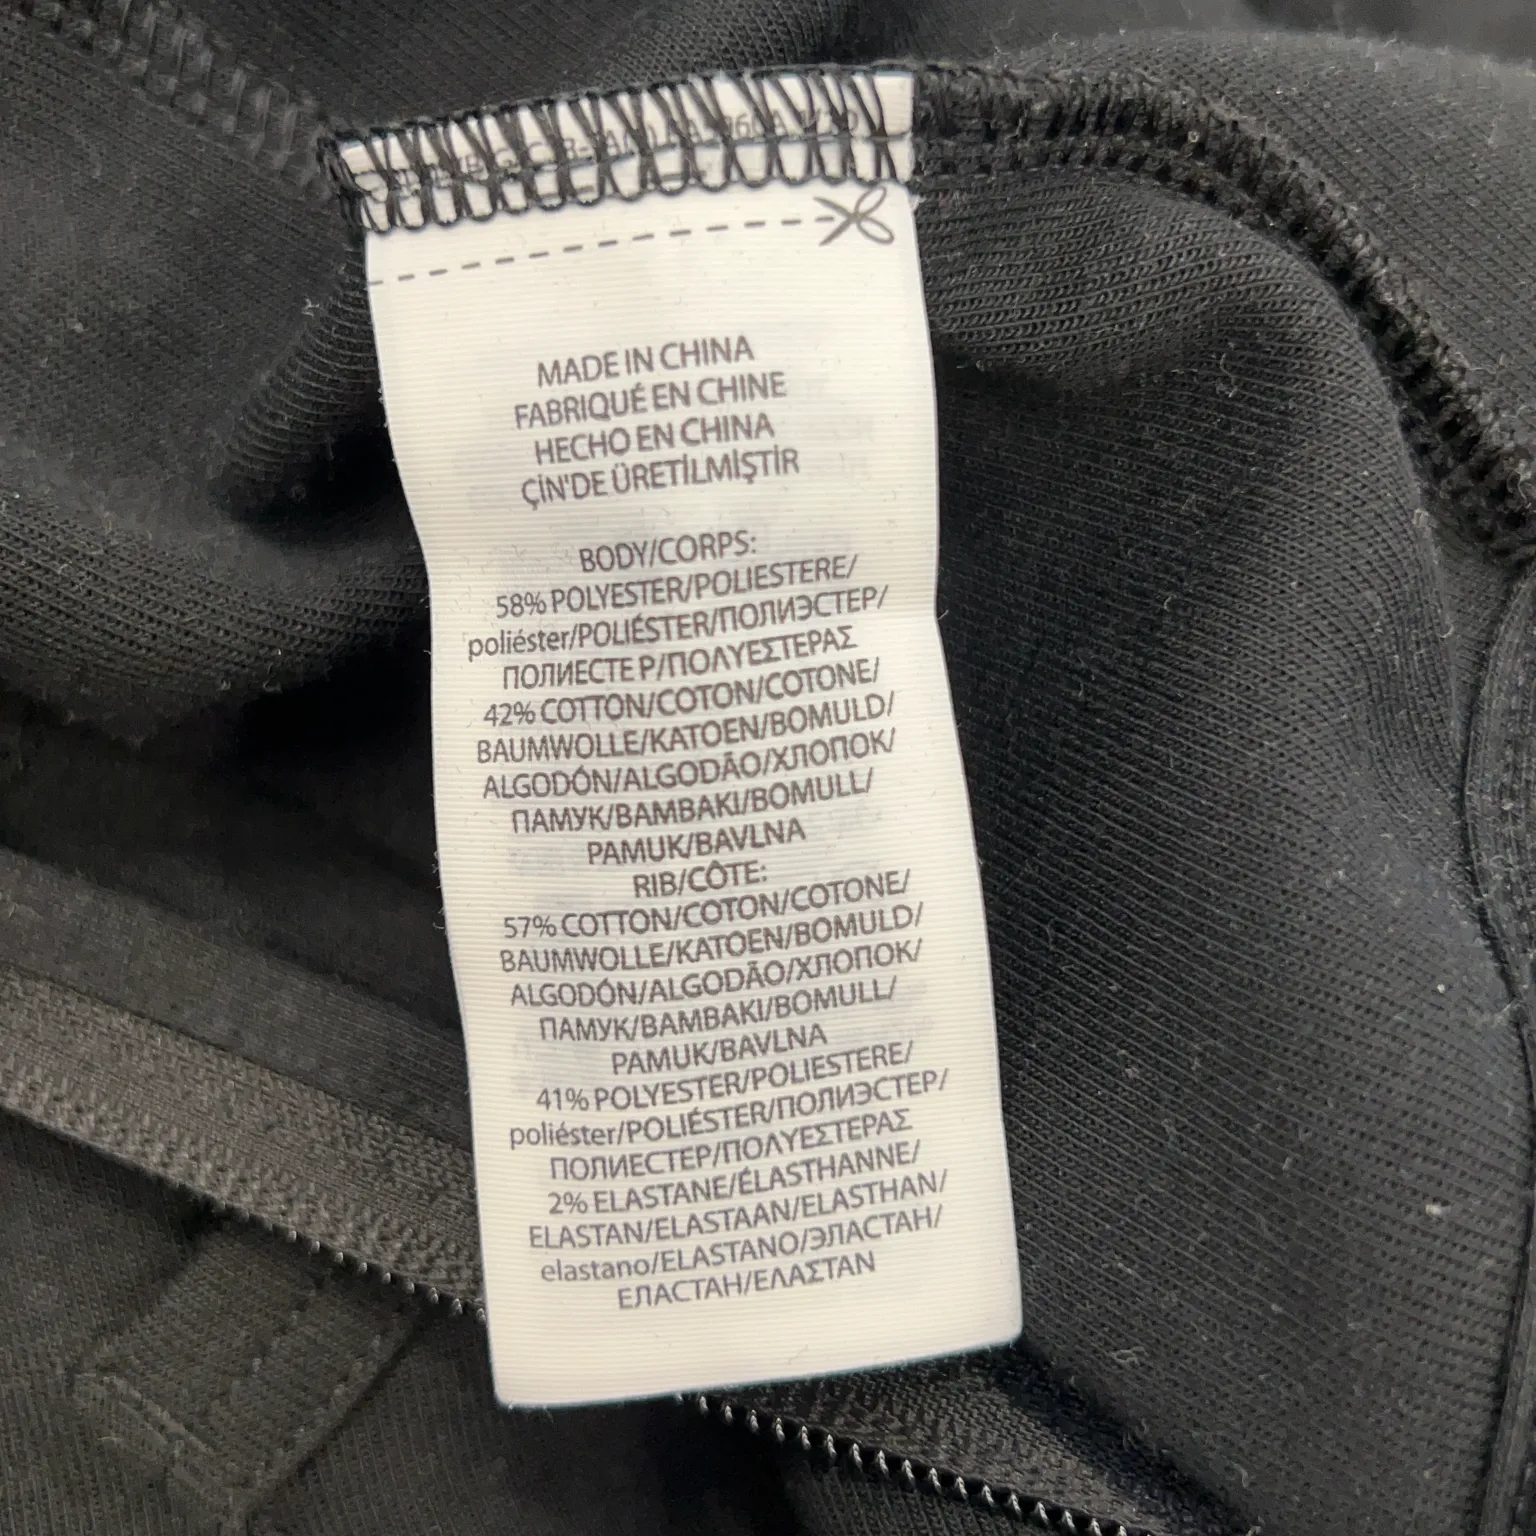 MADE IN CHINA
FABRIQUÉ EN CHINE
HECHO EN CHINA
ÇİN'DE ÜRETİLMİŞTİR
BODY/CORPS:
58% POLYESTER/POLIESTERE/
poliéster/POLIÉSTER/ПОЛИЭСТЕР/
ПОЛИЕСТЕ Р/ΠΟΛΥΕΣΤΕΡΑΣ
42% COTTON/COTON/COTONE/
BAUMWOLLE/KATOEN/BOMULD/
ALGODÓN/ALGODÃO/ХЛОПОК/
ПАМУК/BAMBAKI/BOMULL/
PAMUK/BAVLNA
RIB/CÔTE:
57% COTTON/COTON/COTONE/
BAUMWOLLE/KATOEN/BOMULD/
ALGODÓN/ALGODÃO/ХЛОПОК/
ПАМУК/BAMBAKI/BOMULL/
PAMUK/BAVLNA
41% POLYESTER/POLIESTERE/
poliéster/POLIÉSTER/ПОЛИЭСТЕР/
ПОЛИЕСТЕР/ΠΟΛΥΕΣΤΕΡΑΣ
2% ELASTANE/ÉLASTHANNE/
ELASTAN/ELASTAAN/ELASTHAN/
elastano/ELASTANO/ЭЛАСТАН/
ЕЛАСТАН/ΕΛΑΣΤΑΝ